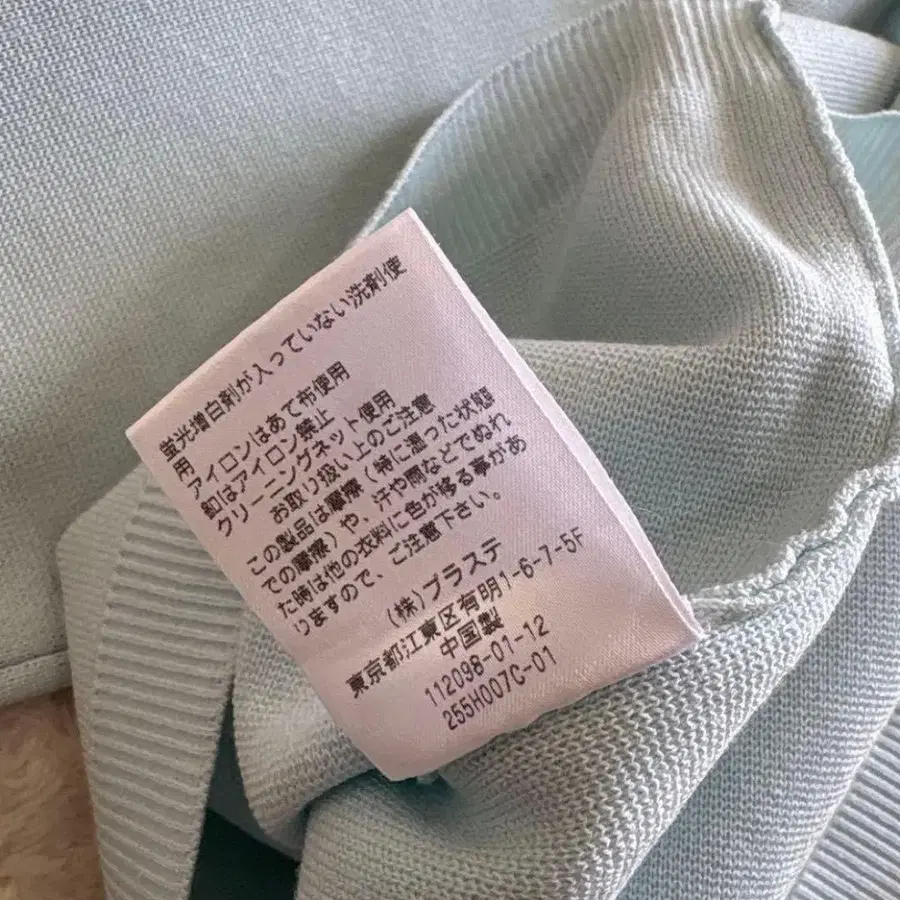 蛍光増白剤が入っていない洗剤使
用
アイロンはあて布使用
釦はアイロン禁止
クリーニングネット使用
お取り扱い上のご注意
この製品は摩擦(特に湿った状態
での摩擦)や、汗や雨などでぬれ
た時は他の衣料に色が移る事があ
りますので、ご注意下さい。
(株)プラステ
東京都江東区有明1-6-7-5F
中国製
112098-01-12
255H007C-01